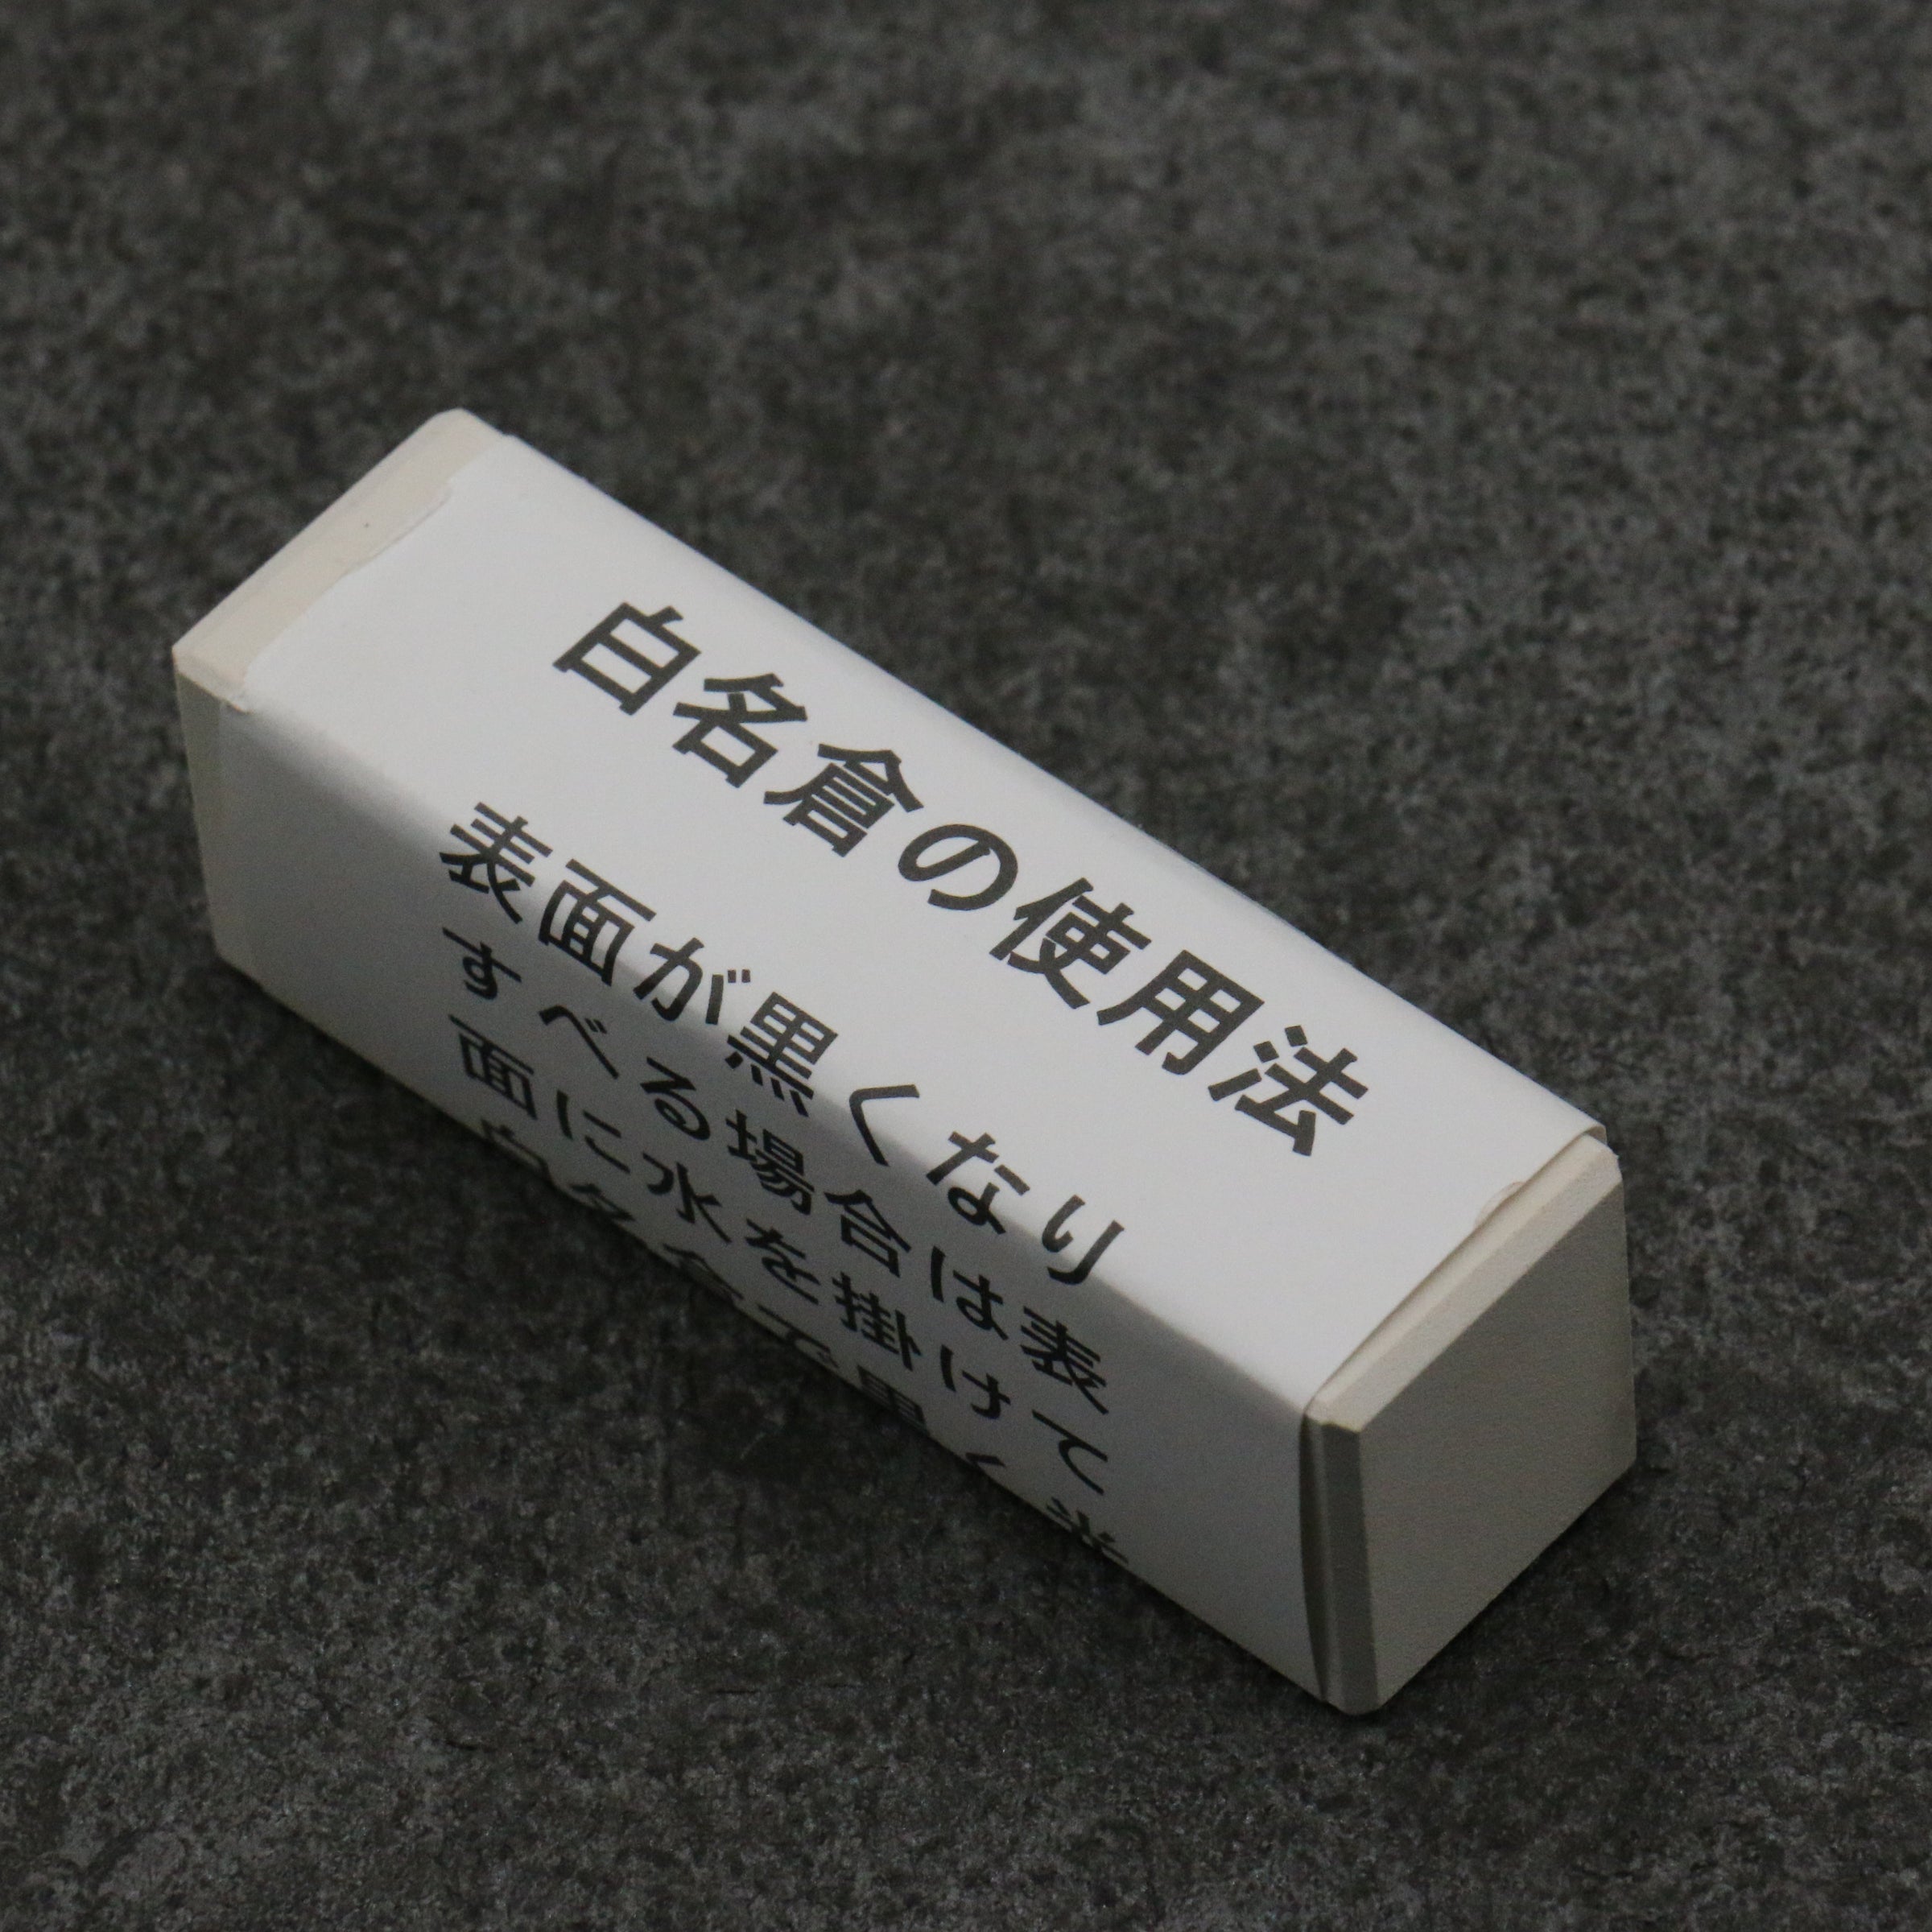 白名倉の使用法
表面が黒くなり
すべる場合は表
面に水を掛けて